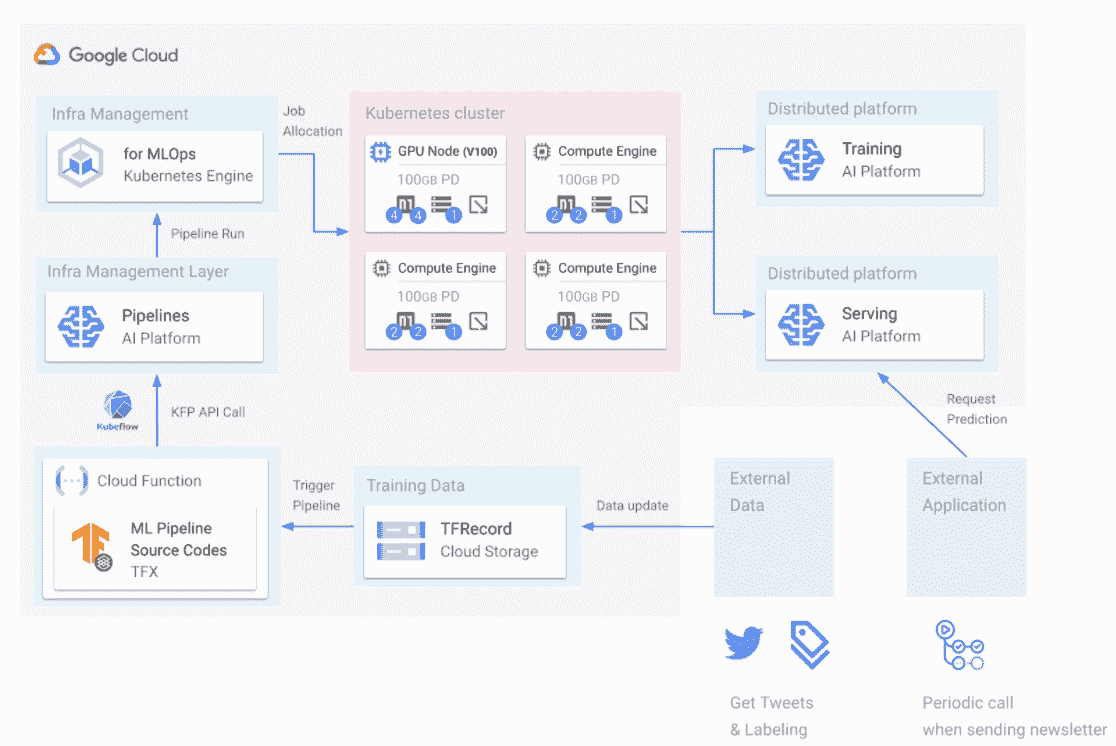 Google Cloud
Infra Management
for MLOps
Kubernetes Engine
Job
Allocation
Kubernetes cluster
GPU Node (V100)
100GB PD
n1
4
4
1
Compute Engine
100GB PD
n1
2
2
1
Compute Engine
100GB PD
n1
2
2
1
Compute Engine
100GB PD
n1
2
2
1
Distributed platform
Training
AI Platform
Distributed platform
Serving
AI Platform
Pipeline Run
Infra Management Layer
Pipelines
AI Platform
Kubeflow
KFP API Call
Cloud Function
ML Pipeline
Source Codes
TFX
Trigger
Pipeline
Training Data
TFRecord
Cloud Storage
Data update
External
Data
Request
Prediction
External
Application
Get Tweets
& Labeling
Periodic call
when sending newsletter